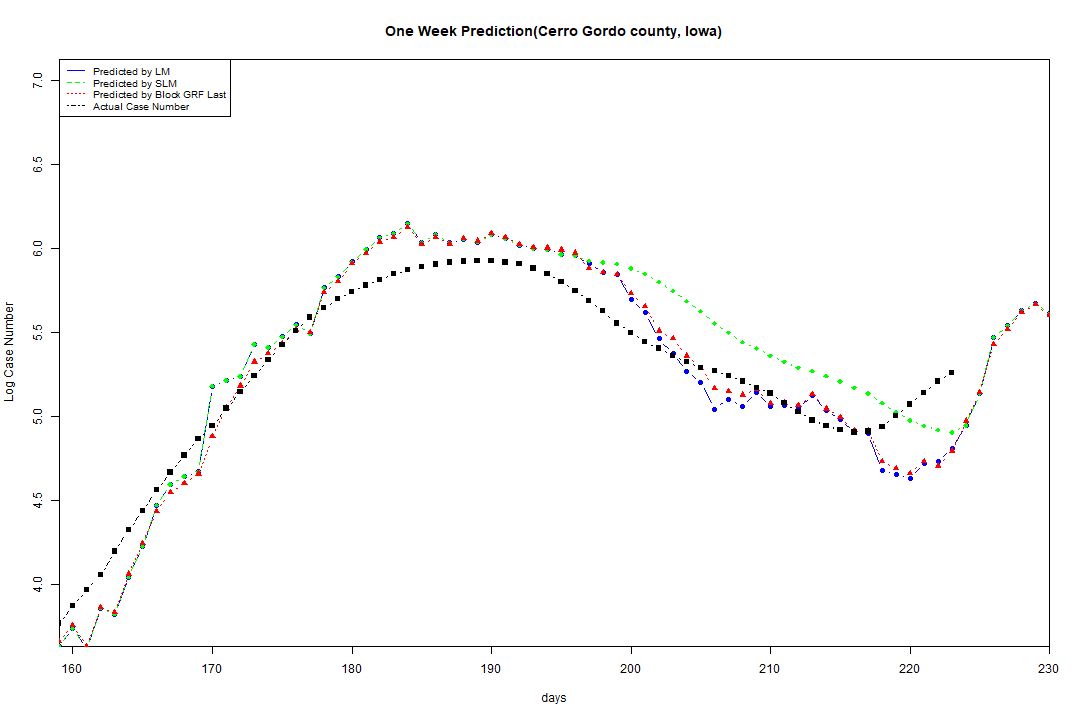 One Week Prediction(Cerro Gordo county, Iowa)
Predicted by LM
Predicted by SLM
Predicted by Block GRF Last
Actual Case Number
7.0
6.5
6.0
5.5
5.0
4.5
4.0
Log Case Number
160 170 180 190 200 210 220 230
days